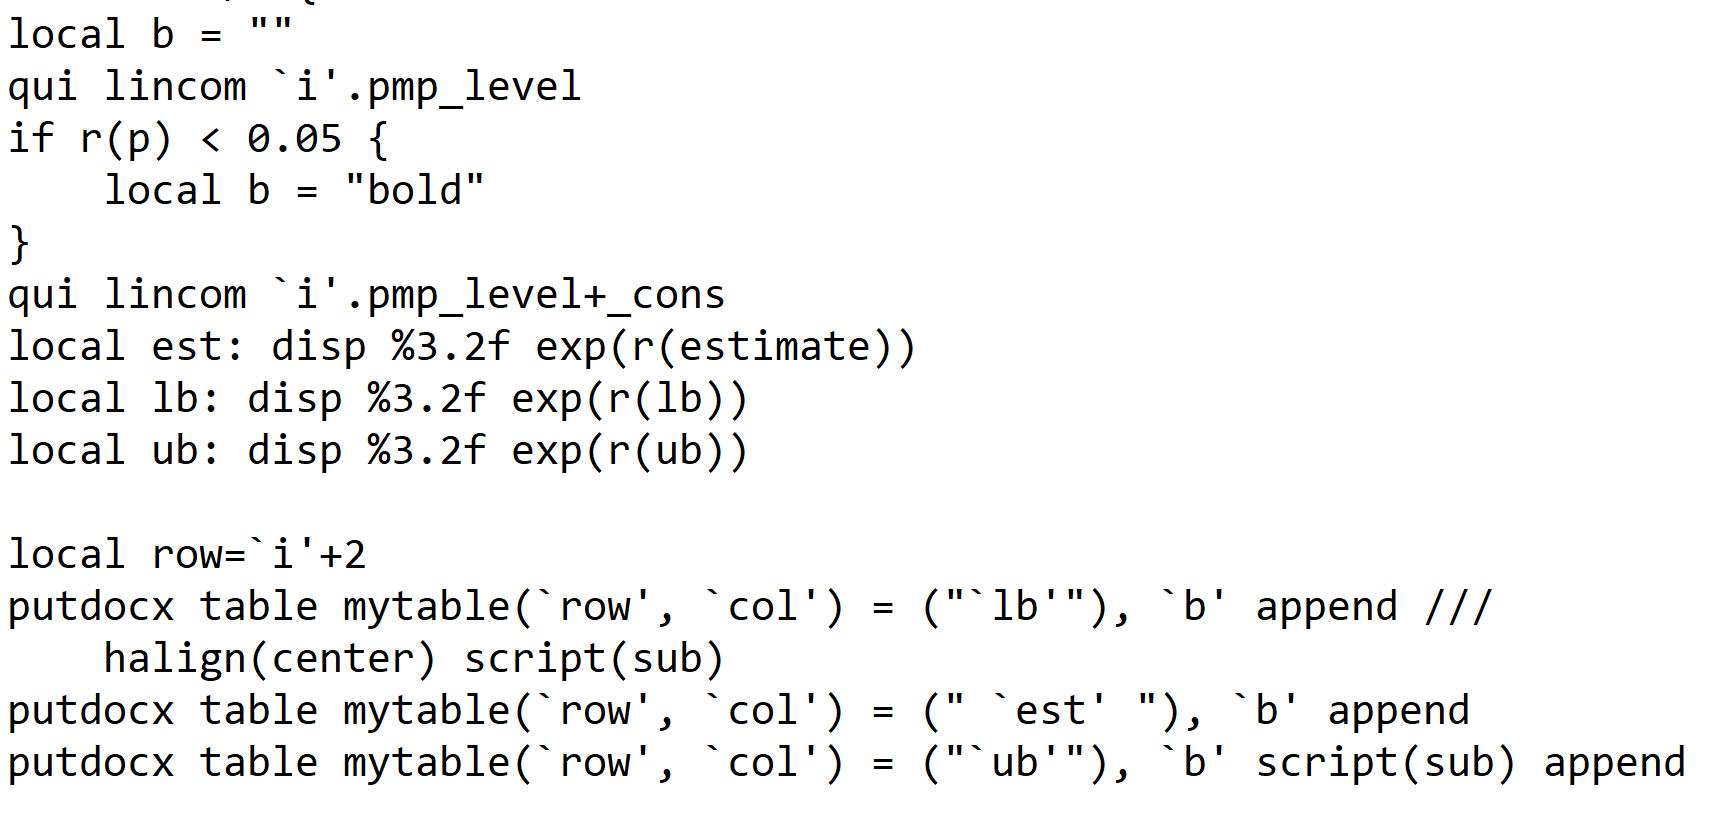 local b = ""
qui lincom `i'.pmp_level
if r(p) < 0.05 {
    local b = "bold"
}
qui lincom `i'.pmp_level+_cons
local est: disp %3.2f exp(r(estimate))
local lb: disp %3.2f exp(r(lb))
local ub: disp %3.2f exp(r(ub))

local row=`i'+2
putdocx table mytable(`row', `col') = ("`lb'"), `b' append ///
    halign(center) script(sub)
putdocx table mytable(`row', `col') = (" `est' "), `b' append
putdocx table mytable(`row', `col') = ("`ub'"), `b' script(sub) append